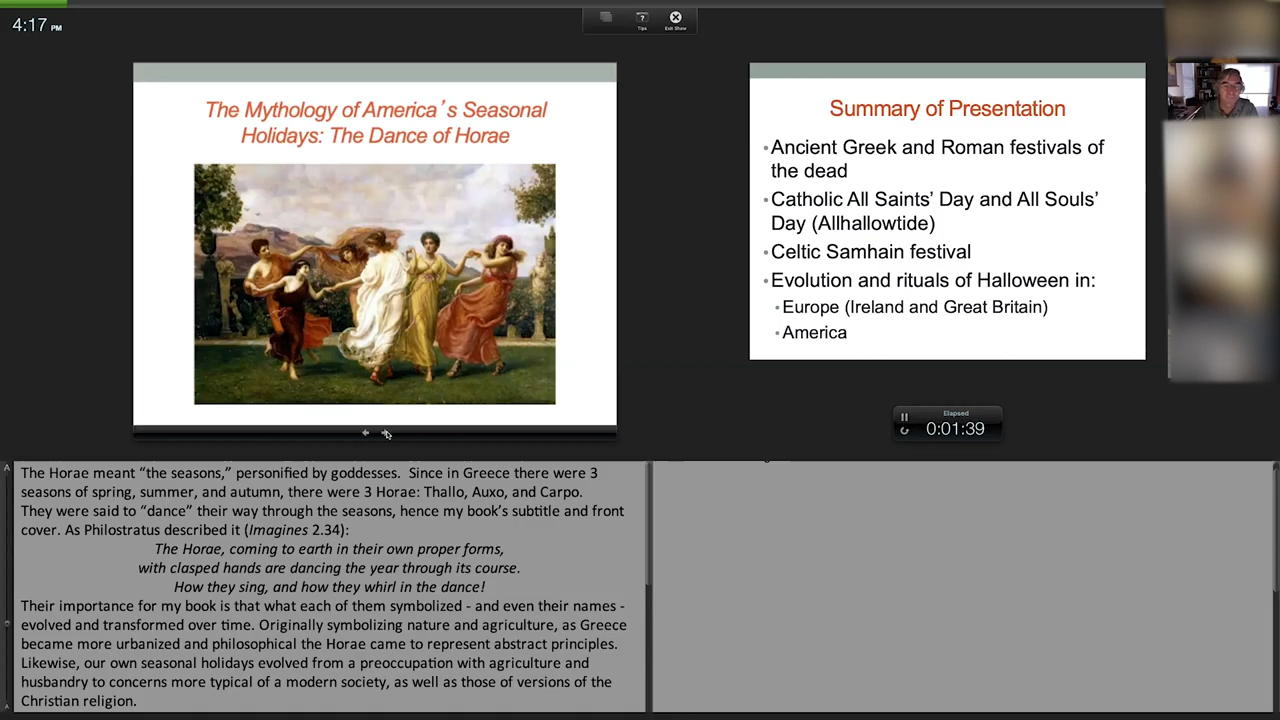 4:17 PM
Tips
Exit Show
The Mythology of America's Seasonal
Holidays: The Dance of Horae
Summary of Presentation
•Ancient Greek and Roman festivals of
the dead
•Catholic All Saints' Day and All Souls'
Day (Allhallowtide)
•Celtic Samhain festival
•Evolution and rituals of Halloween in:
•Europe (Ireland and Great Britain)
•America
Elapsed
0:01:39
The Horae meant “the seasons,” personified by goddesses. Since in Greece there were 3
seasons of spring, summer, and autumn, there were 3 Horae: Thallo, Auxo, and Carpo.
They were said to “dance” their way through the seasons, hence my book’s subtitle and front
cover. As Philostratus described it (Imagines 2.34):
The Horae, coming to earth in their own proper forms,
with clasped hands are dancing the year through its course.
How they sing, and how they whirl in the dance!
Their importance for my book is that what each of them symbolized - and even their names -
evolved and transformed over time. Originally symbolizing nature and agriculture, as Greece
became more urbanized and philosophical the Horae came to represent abstract principles.
Likewise, our own seasonal holidays evolved from a preoccupation with agriculture and
husbandry to concerns more typical of a modern society, as well as those of versions of the
Christian religion.